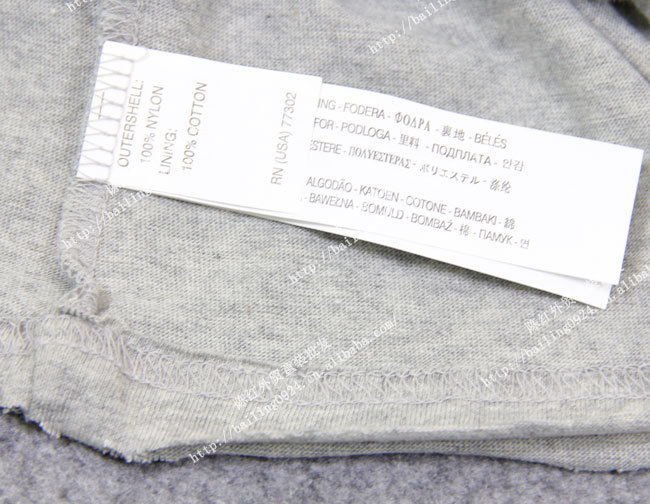 OUTERSHELL:
100% NYLON
LINING:
100% COTTON
RN (USA) 77302
ING - FODERA - ΦΟΔΡΑ - 裏地 - BÉLÉS
FOR - PODLOGA - 里料 - ПОДПЛАТА - 안감
ESTERE - ΠΟΛΥΕΣΤΕΡΑΣ - ポリエステル - 涤纶
ALGODÃO - KATOEN - COTONE - BAMBAKI - 綿
- BAWEŁNA - BOMULD - BOMBAŽ - 棉 - ПАМУК - 면